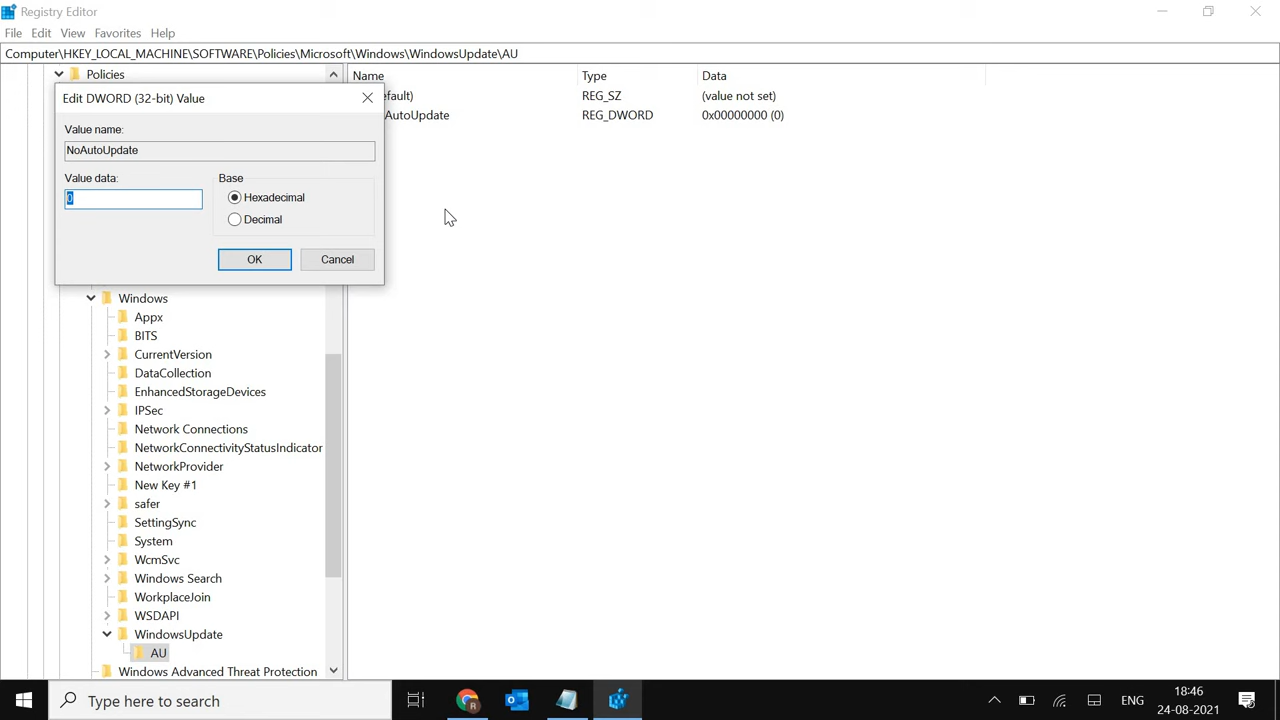 Registry Editor
File Edit View Favorites Help
Computer\HKEY_LOCAL_MACHINE\SOFTWARE\Policies\Microsoft\Windows\WindowsUpdate\AU
Policies
Name Type Data
efault) REG_SZ (value not set)
AutoUpdate REG_DWORD 0x00000000 (0)
Edit DWORD (32-bit) Value
Value name:
NoAutoUpdate
Value data: Base
0 Hexadecimal
Decimal
OK Cancel
Windows
Appx
BITS
CurrentVersion
DataCollection
EnhancedStorageDevices
IPSec
Network Connections
NetworkConnectivityStatusIndicator
NetworkProvider
New Key #1
safer
SettingSync
System
WcmSvc
Windows Search
WorkplaceJoin
WSDAPI
WindowsUpdate
AU
Windows Advanced Threat Protection
Type here to search
R
ENG
18:46
24-08-2021